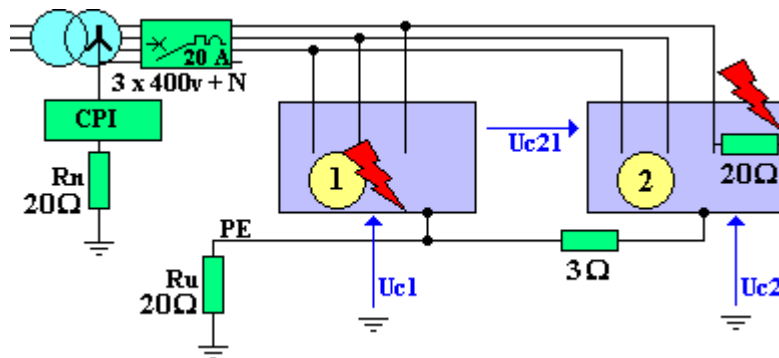 20 A
3 x 400v + N
CPI
Rn
20Ω
1
Uc21
2
20Ω
PE
Ru
20Ω
Uc1
3Ω
Uc2